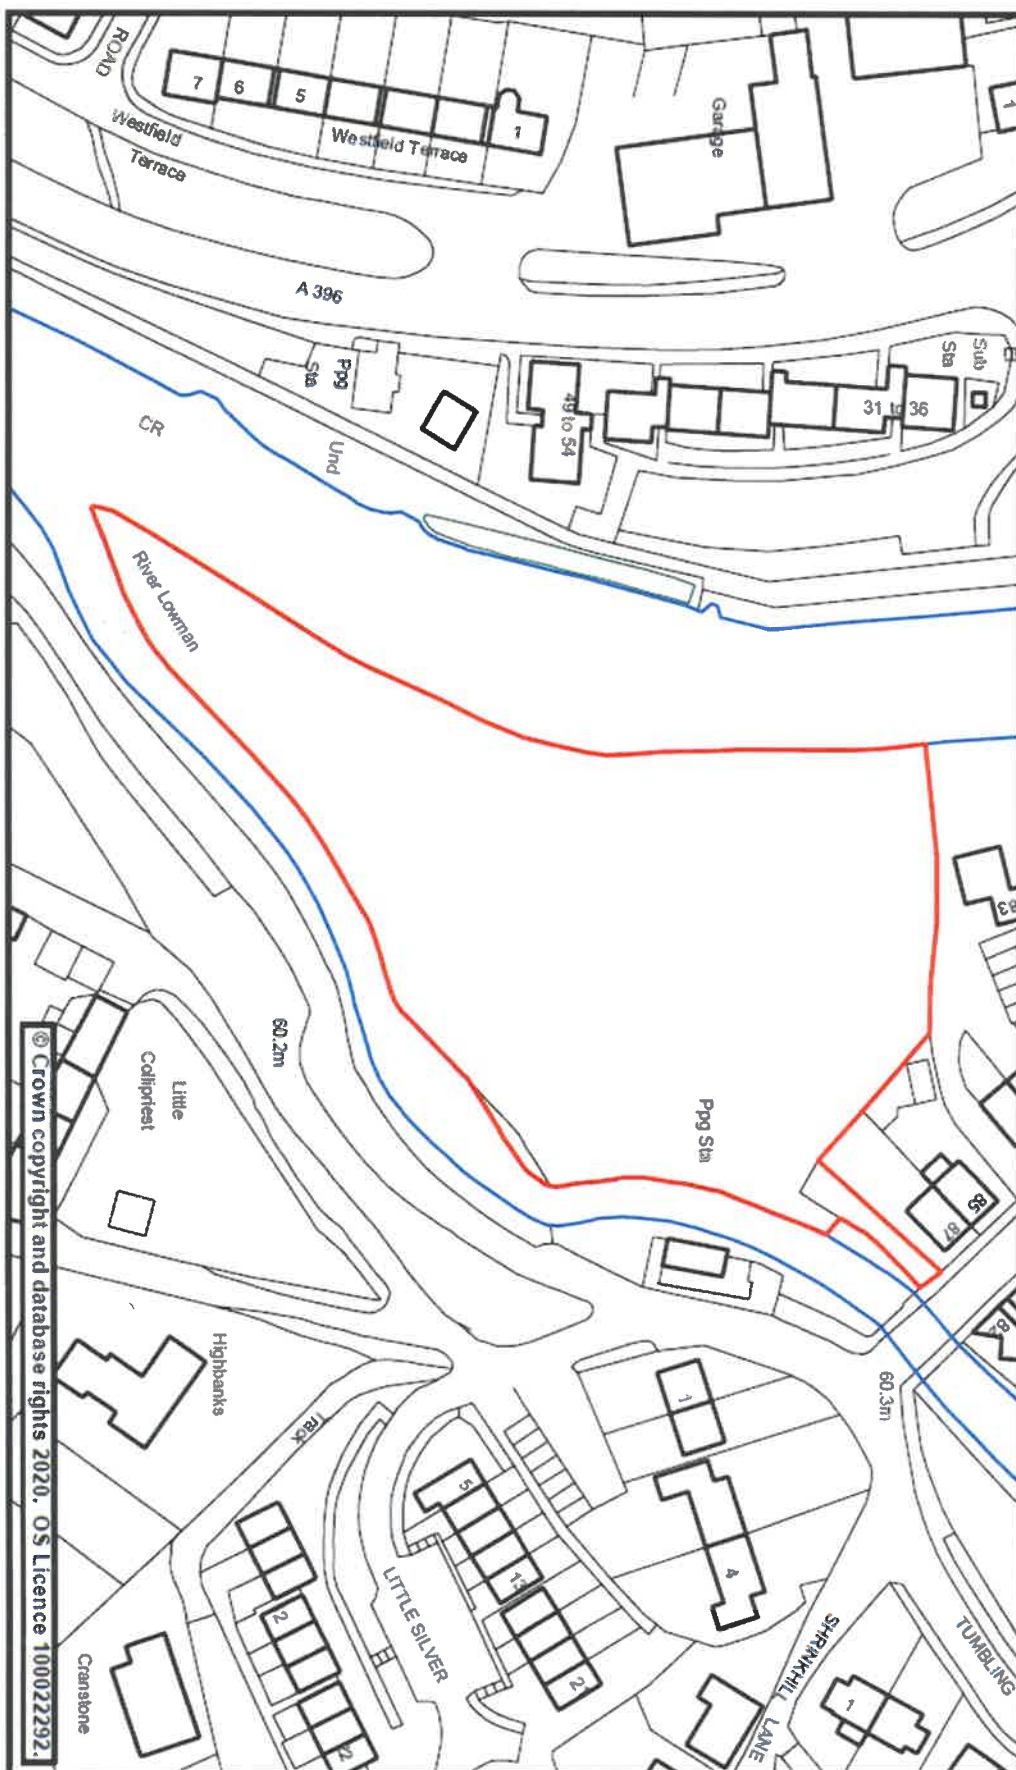 ROAD
7
6
5
1
Westfield Terrace
Westfield
Terrace
Garage
1
A 396
Sub
Sta
31 to 36
49 to 54
Ppg
Sta
CR
Und
River Lowman
Ppg Sta
83
85
87
60.2m
Little
Collipriest
60.3m
Highbanks
Track
1
4
5
13
2
LITTLE SILVER
2
22
Cranstone
SHRINKHILL LANE
1
TUMBLING
© Crown copyright and database rights 2020. OS Licence 100022292.